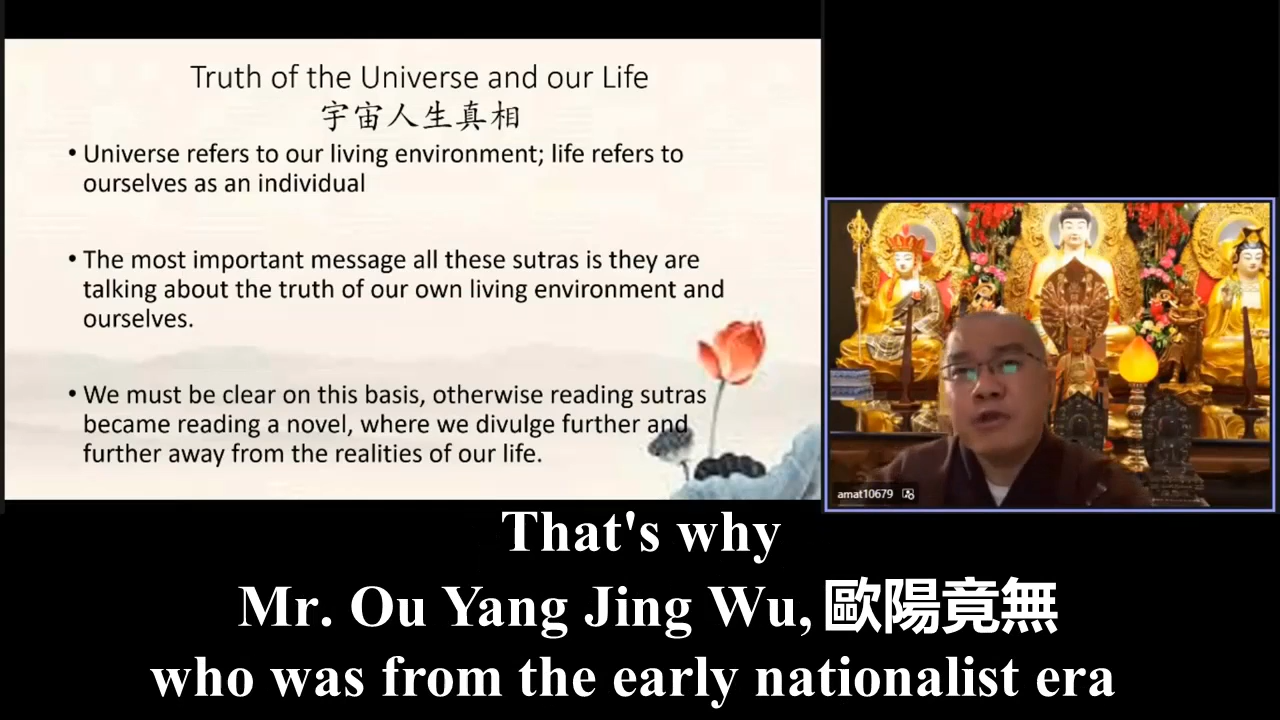 Truth of the Universe and our Life
宇宙人生真相
• Universe refers to our living environment; life refers to
ourselves as an individual
• The most important message all these sutras is they are
talking about the truth of our own living environment and
ourselves.
• We must be clear on this basis, otherwise reading sutras
became reading a novel, where we divulge further and
further away from the realities of our life.
amat10679
That's why
Mr. Ou Yang Jing Wu, 歐陽竟無
who was from the early nationalist era